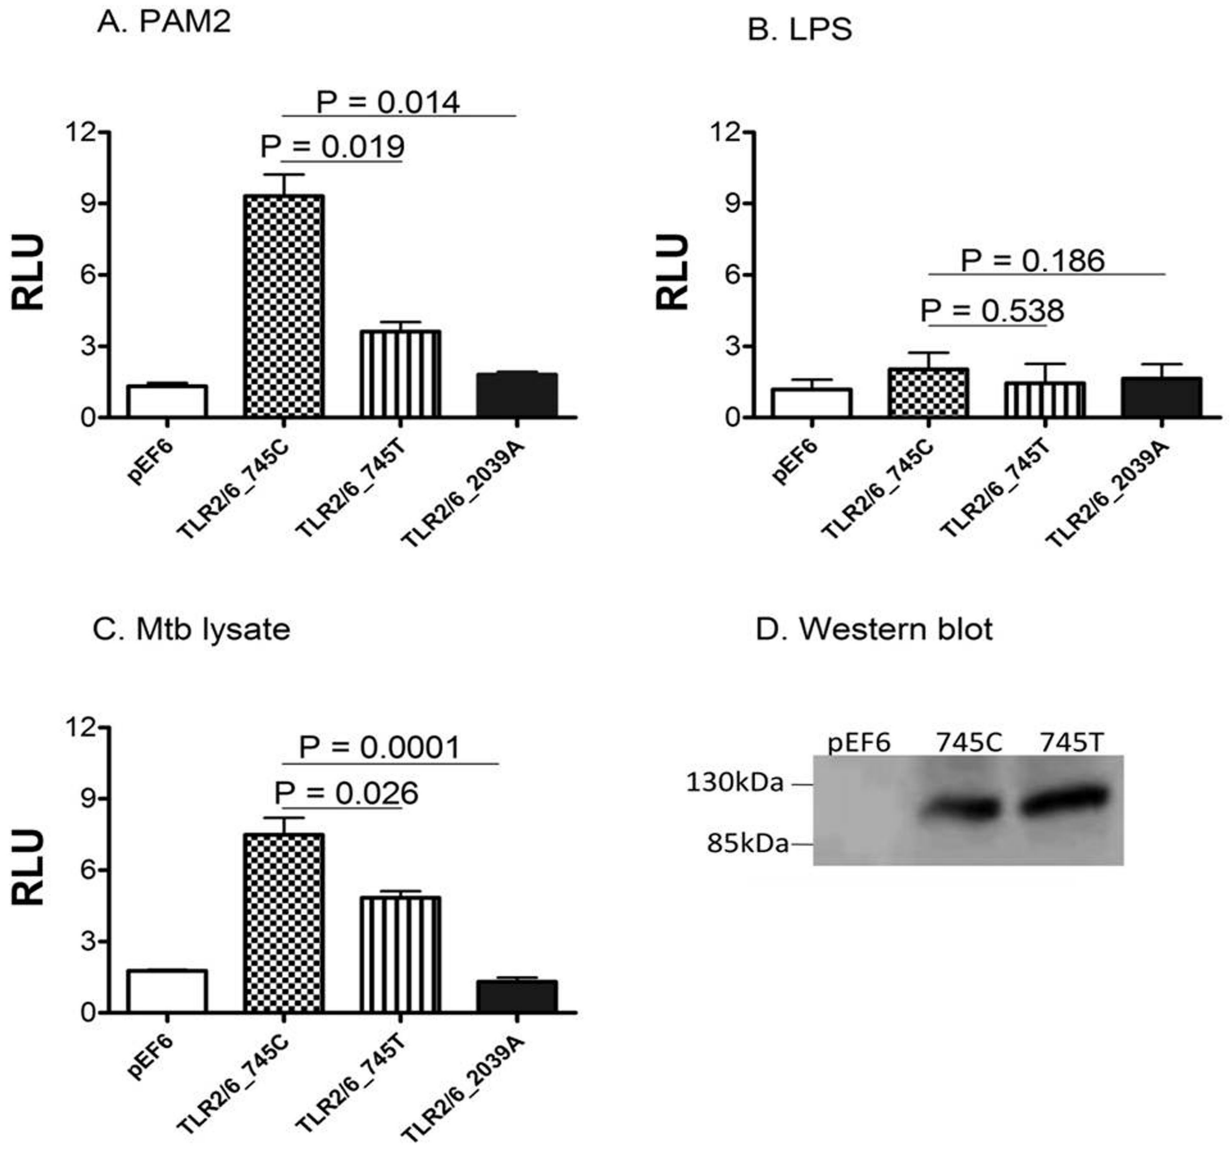 A. PAM2
P = 0.014
P = 0.019
12
9
6
3
0
RLU
pEF6
TLR2/6_745C
TLR2/6_745T
TLR2/6_2039A
B. LPS
12
9
6
3
0
RLU
P = 0.186
P = 0.538
pEF6
TLR2/6_745C
TLR2/6_745T
TLR2/6_2039A
C. Mtb lysate
P = 0.0001
P = 0.026
12
9
6
3
0
RLU
pEF6
TLR2/6_745C
TLR2/6_745T
TLR2/6_2039A
D. Western blot
pEF6 745C 745T
130kDa
85kDa